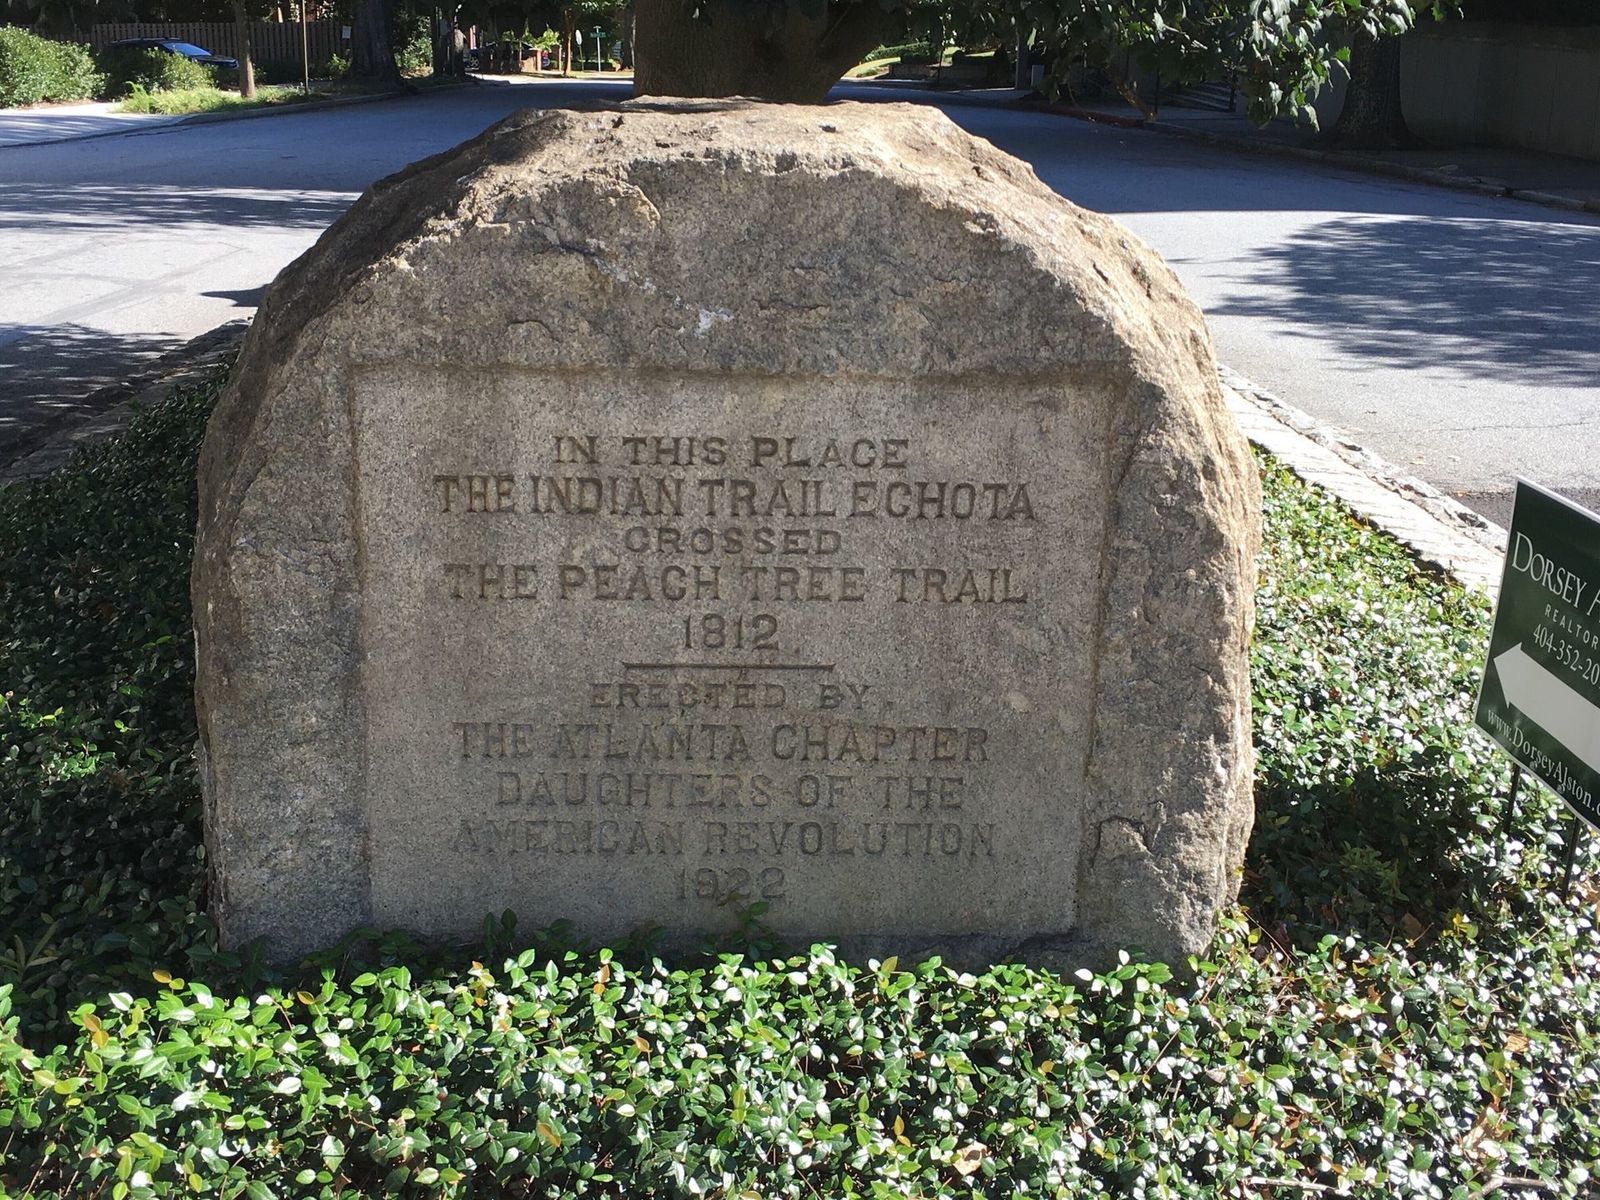 IN THIS PLACE
THE INDIAN TRAIL ECHOTA
CROSSED
THE PEACH TREE TRAIL
1812
ERECTED BY
THE ATLANTA CHAPTER
DAUGHTERS OF THE
AMERICAN REVOLUTION
1922
DORSEY
REALTOR
404-352-20
www.DorseyAlston.c